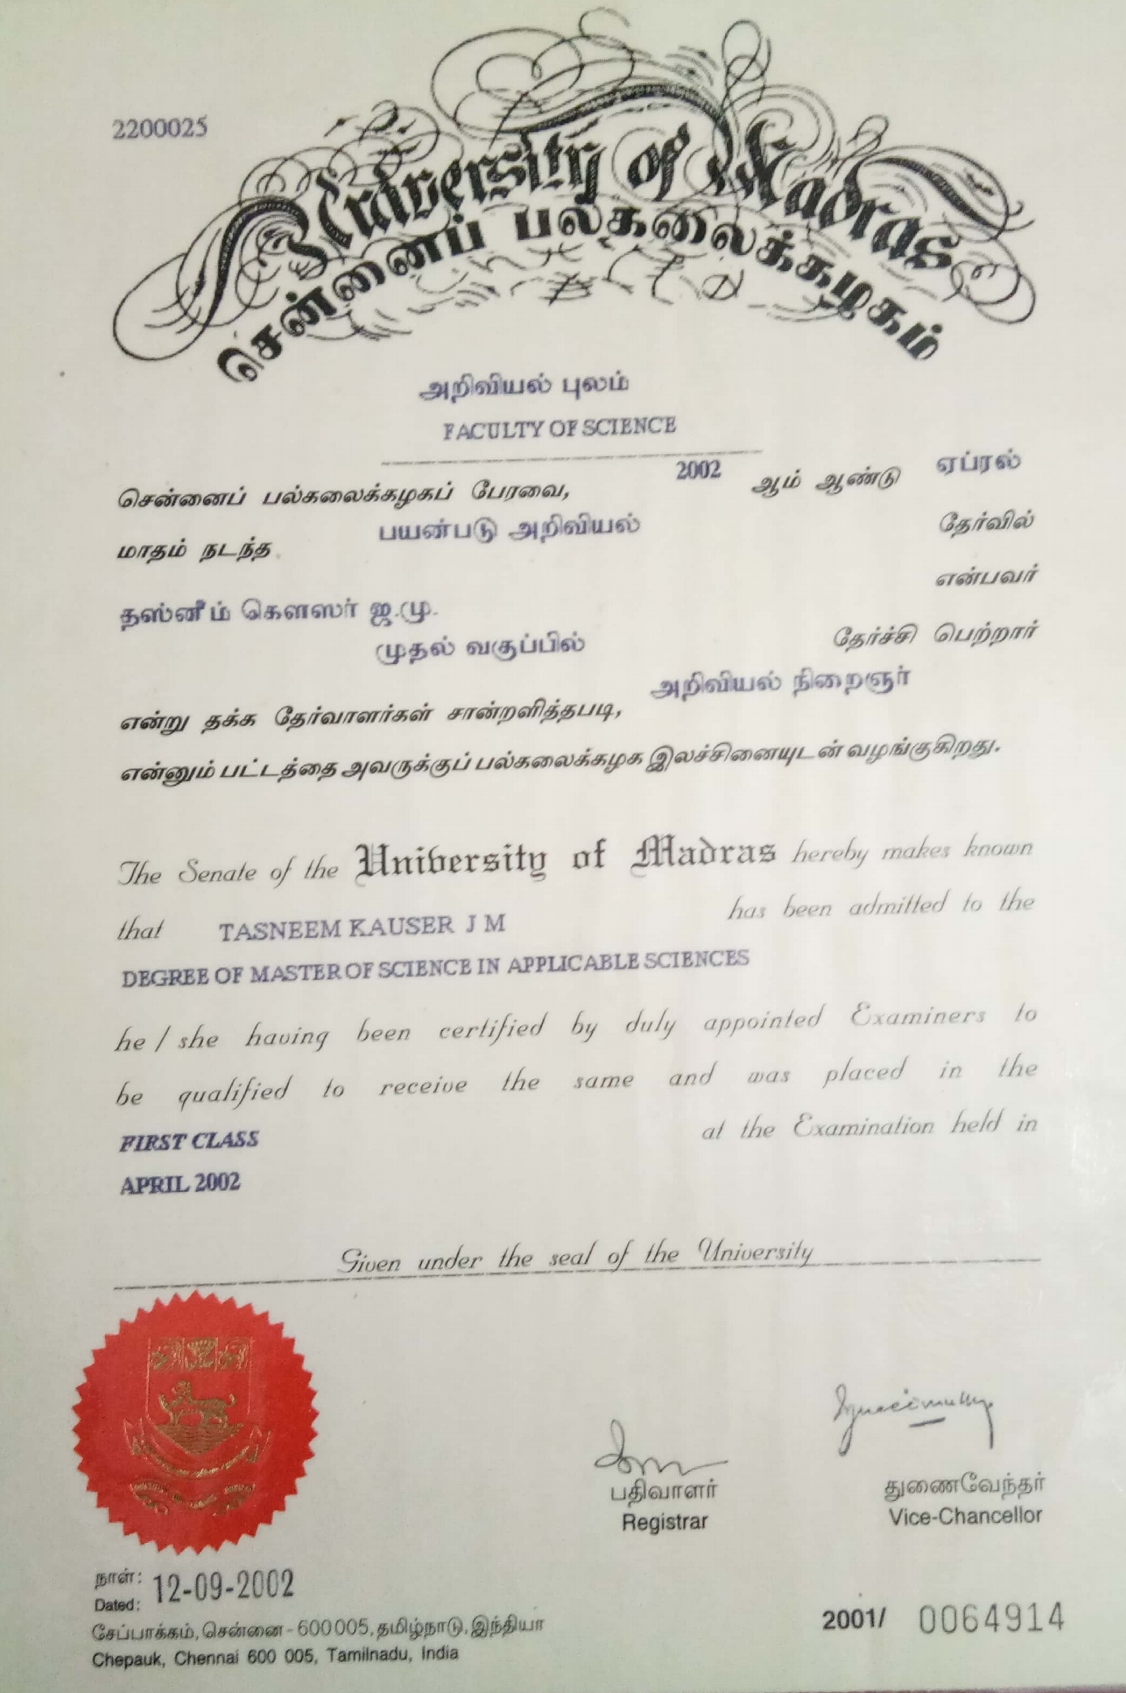 2200025
University of Madras
சென்னைப் பல்கலைக்கழகம்
அறிவியல் புலம்
FACULTY OF SCIENCE
சென்னைப் பல்கலைக்கழகப் பேரவை, 2002 ஆம் ஆண்டு ஏப்ரல்
மாதம் நடந்த பயன்படு அறிவியல் தேர்வில்
தஸ்னீம் கௌஸர் ஜ.மு. என்பவர்
முதல் வகுப்பில் தேர்ச்சி பெற்றார்
என்று தக்க தேர்வாளர்கள் சான்றளித்தபடி, அறிவியல் நிறைஞர்
என்னும் பட்டத்தை அவருக்குப் பல்கலைக்கழக இலச்சினையுடன் வழங்குகிறது.
The Senate of the University of Madras hereby makes known
that TASNEEM KAUSER J M has been admitted to the
DEGREE OF MASTER OF SCIENCE IN APPLICABLE SCIENCES
he / she having been certified by duly appointed Examiners to
be qualified to receive the same and was placed in the
FIRST CLASS at the Examination held in
APRIL 2002
Given under the seal of the University
பதிவாளர்
Registrar
துணைவேந்தர்
Vice-Chancellor
நாள்:
Dated: 12-09-2002
சேப்பாக்கம், சென்னை - 600 005, தமிழ்நாடு, இந்தியா
Chepauk, Chennai 600 005, Tamilnadu, India
2001/ 0064914